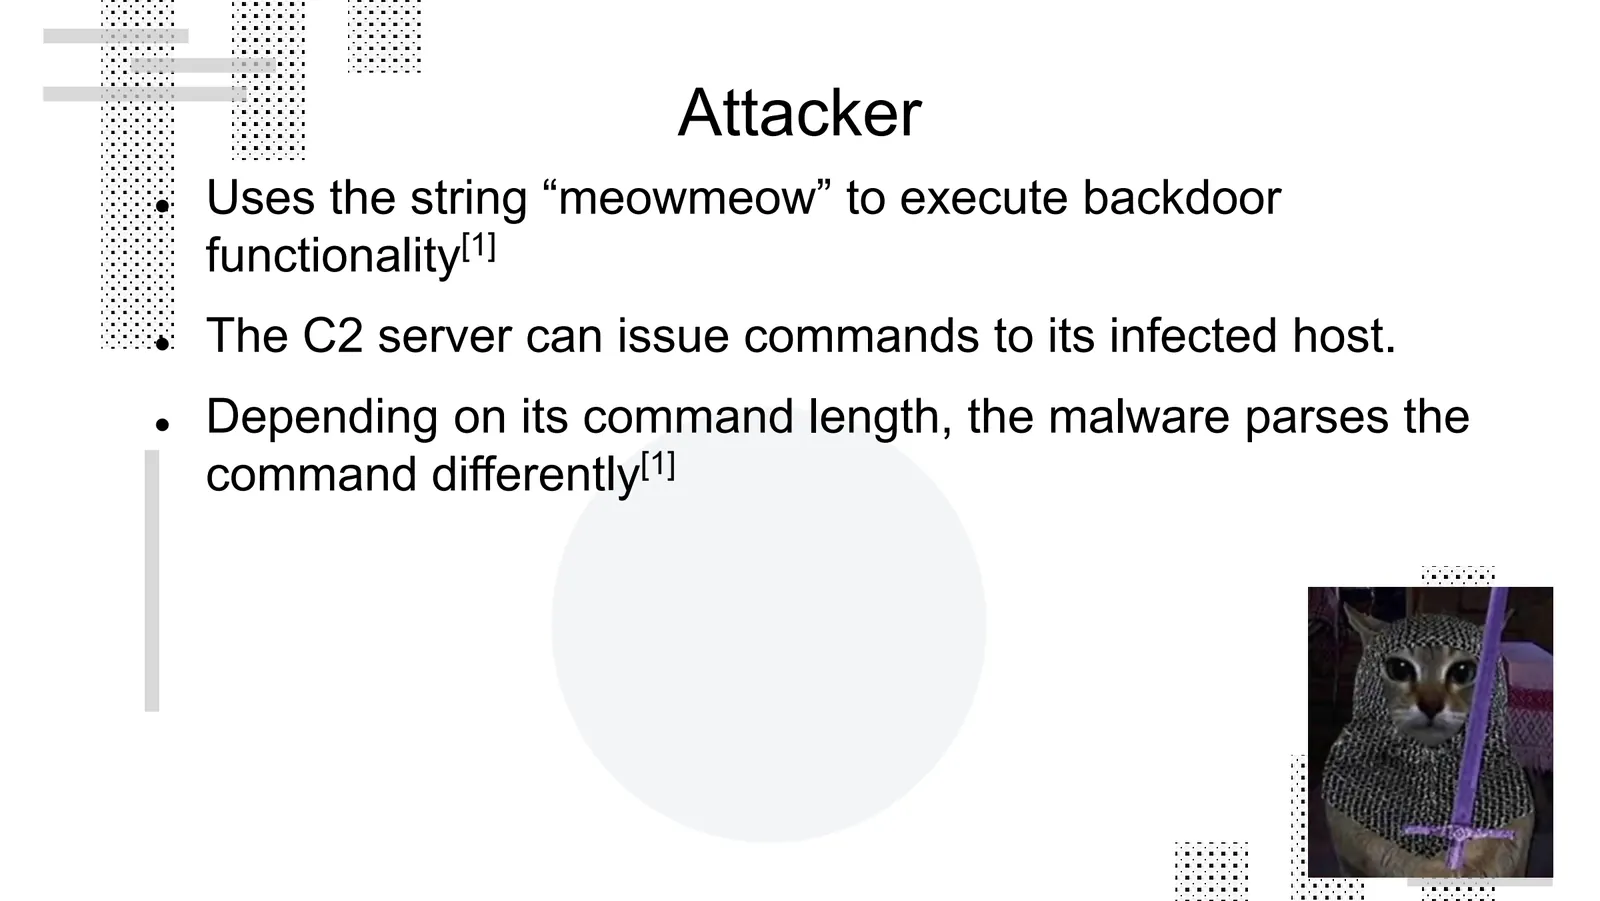 Attacker
• Uses the string “meowmeow” to execute backdoor
functionality[1]
• The C2 server can issue commands to its infected host.
• Depending on its command length, the malware parses the
command differently[1]